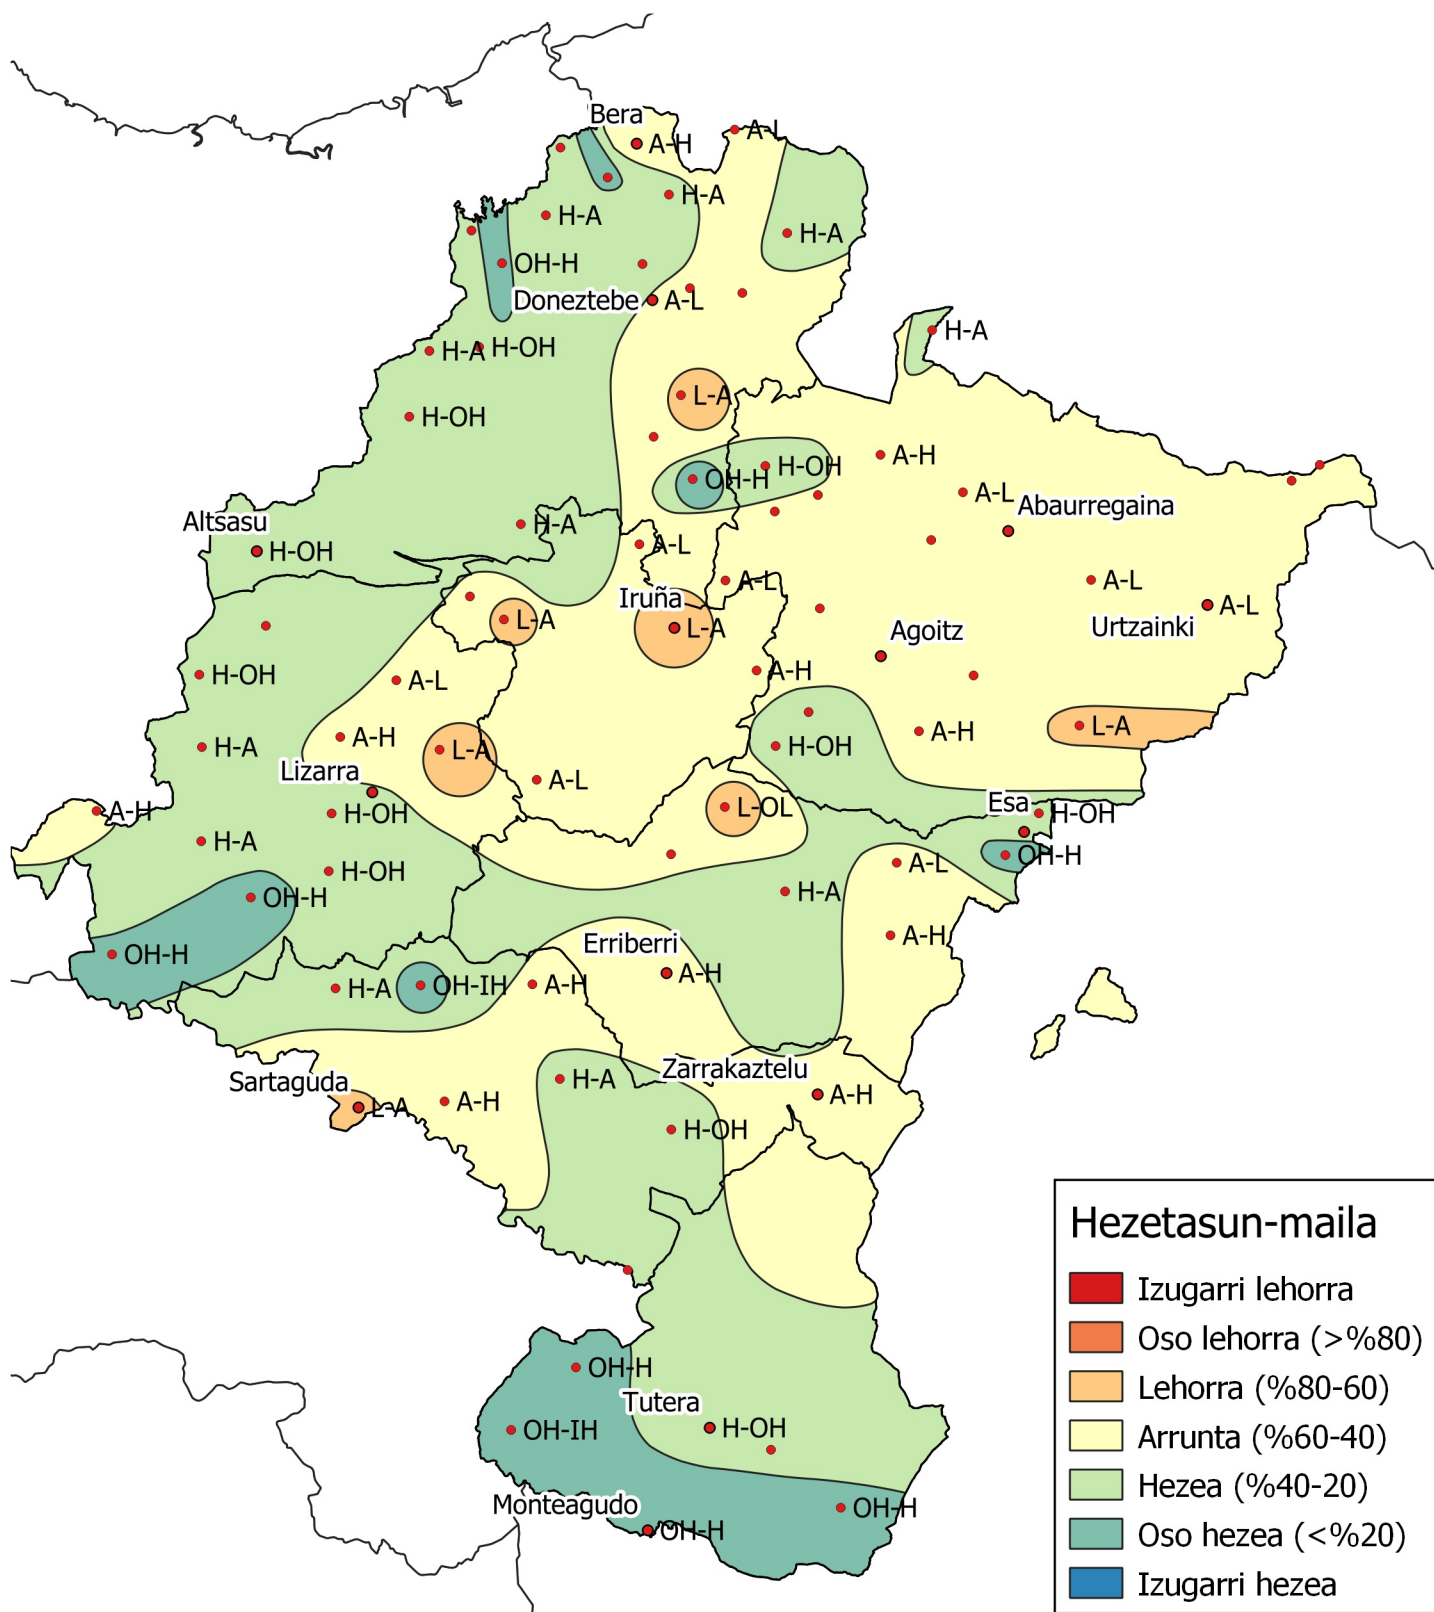 Bera
A-L
A-H
H-A
H-A
H-A
OH-H
Doneztebe
A-L
H-A
H-A
H-OH
L-A
H-OH
A-H
H-OH
OH-H
A-L
Abaurregaina
Altsasu
H-A
H-OH
A-L
A-L
A-L
Iruña
A-L
L-A
L-A
Urtzainki
Agoitz
H-OH
A-L
A-H
L-A
A-H
A-H
H-A
H-OH
L-A
Lizarra
A-L
Esa
A-H
H-OH
L-OL
H-OH
H-A
OH-H
A-L
H-OH
H-A
OH-H
A-H
Erriberri
OH-H
A-H
H-A
OH-IH
A-H
Zarrakaztelu
Sartaguda
H-A
A-H
L-A
A-H
H-OH
Hezetasun-maila
Izugarri lehorra
Oso lehorra (>%80)
Lehorra (%80-60)
Arrunta (%60-40)
Hezea (%40-20)
Oso hezea (<%20)
Izugarri hezea
OH-H
Tutera
OH-IH
H-OH
Monteagudo
OH-H
OH-H